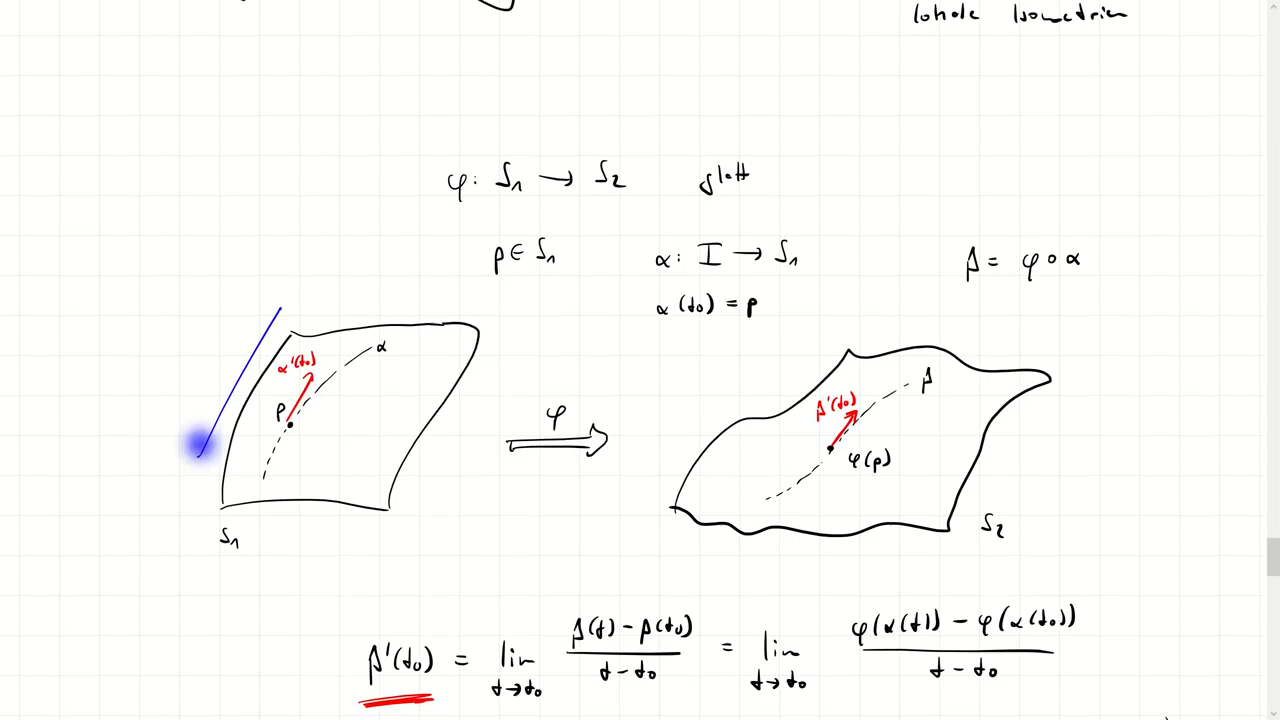 lokale Isometrien
φ: S₁ → S₂ glatt
p ∈ S₁ α: I → S₁ β = φ ∘ α
α(t₀) = p
α'(t₀) α
p
φ
β'(t₀) β
φ(p)
S₁
S₂
β'(t₀) = lim_{t→t₀} (β(t) − β(t₀))/(t − t₀) = lim_{t→t₀} (φ(α(t)) − φ(α(t₀)))/(t − t₀)